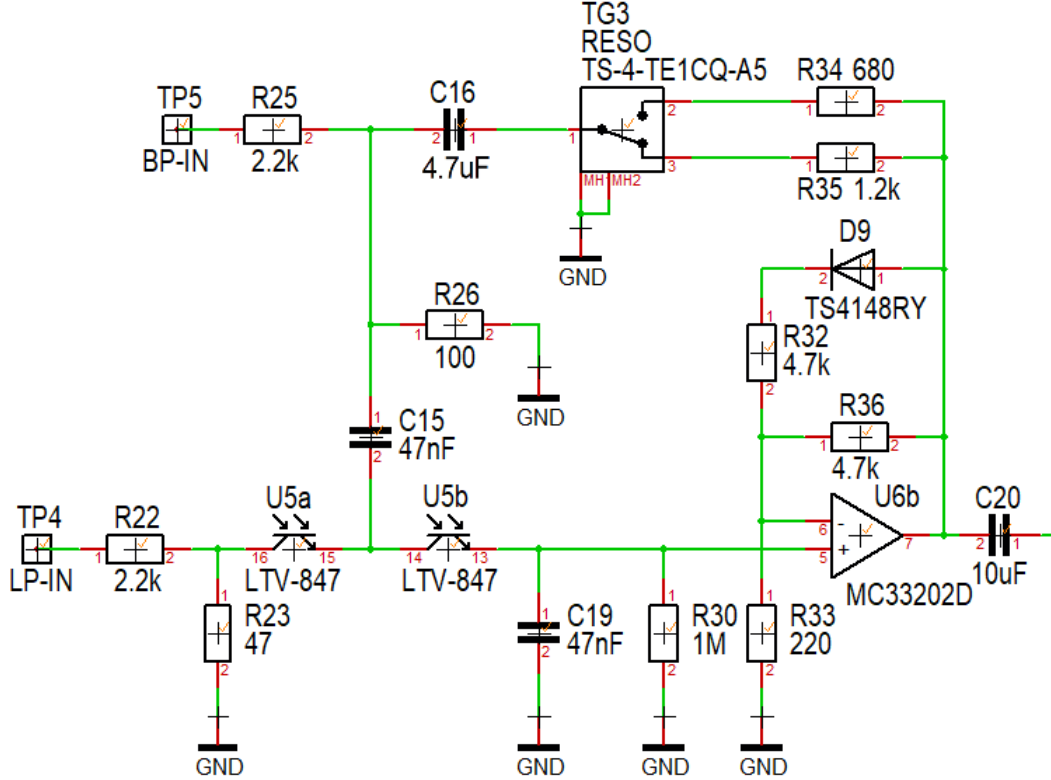 TG3
RESO
TS-4-TE1CQ-A5
R34 680
TP5
R25
C16
2
1
2
1
2
2
1
1
1
2
BP-IN
2.2k
4.7uF
3
1
2
MH1
MH2
R35 1.2k
GND
D9
2
1
TS4148RY
R26
1
2
100
1
R32
4.7k
2
GND
R36
1
2
4.7k
1
C15
47nF
2
U5a
U5b
U6b
C20
TP4
R22
6
-
7
2
1
1
2
16
15
14
13
5
+
LP-IN
2.2k
LTV-847
LTV-847
MC33202D
10uF
1
R23
47
2
1
C19
47nF
2
1
R30
1M
2
1
R33
220
2
GND
GND
GND
GND